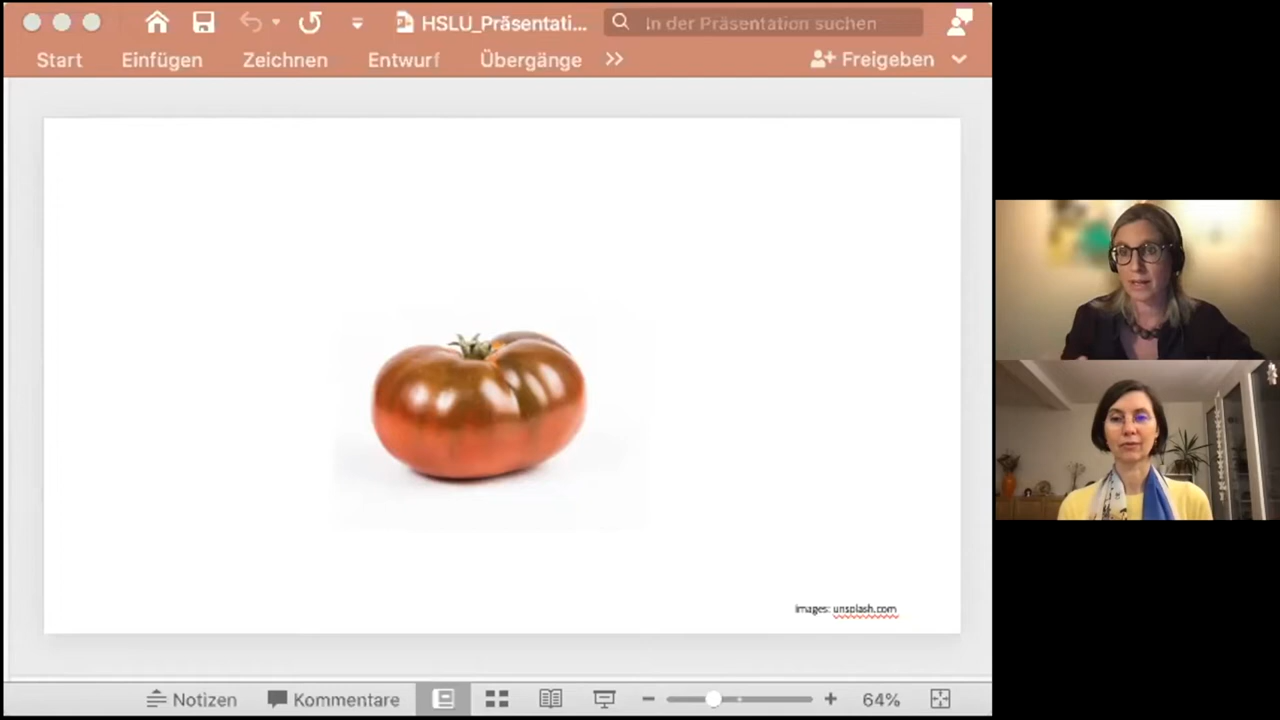 HSLU_Präsentati...
In der Präsentation suchen
Start Einfügen Zeichnen Entwurf Übergänge >> Freigeben
images: unsplash.com
Notizen Kommentare 64%